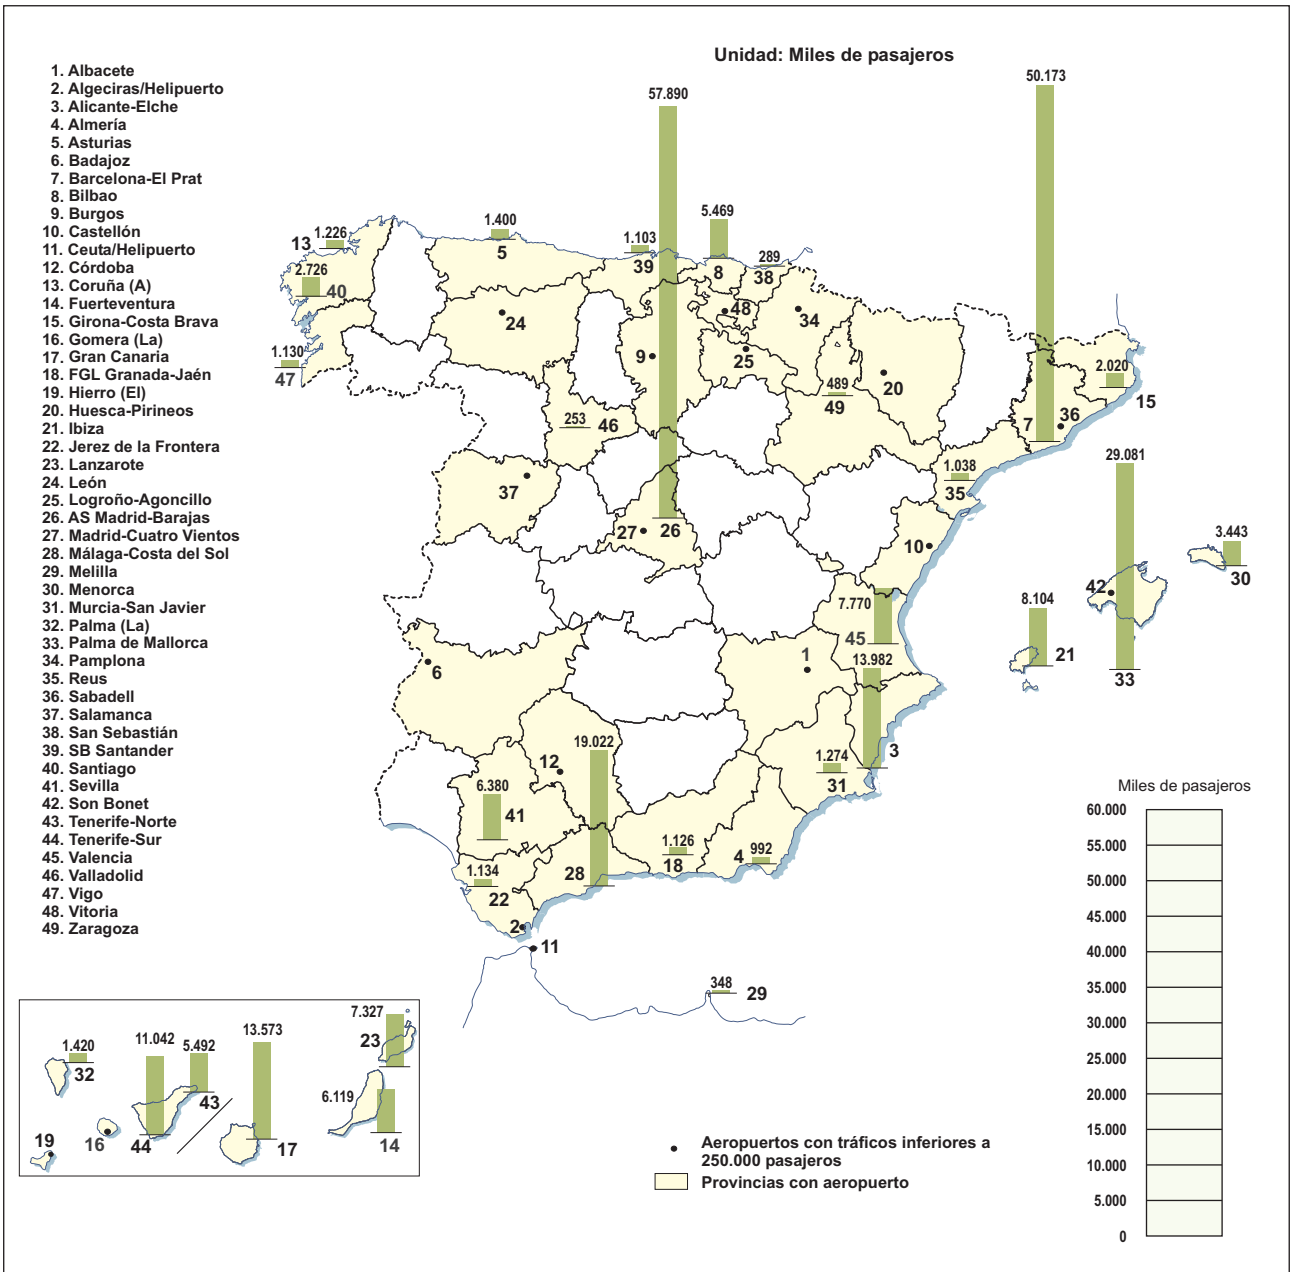 Unidad: Miles de pasajeros
1. Albacete
2. Algeciras/Helipuerto
3. Alicante-Elche
4. Almería
5. Asturias
6. Badajoz
7. Barcelona-El Prat
8. Bilbao
9. Burgos
10. Castellón
11. Ceuta/Helipuerto
12. Córdoba
13. Coruña (A)
14. Fuerteventura
15. Girona-Costa Brava
16. Gomera (La)
17. Gran Canaria
18. FGL Granada-Jaén
19. Hierro (El)
20. Huesca-Pirineos
21. Ibiza
22. Jerez de la Frontera
23. Lanzarote
24. León
25. Logroño-Agoncillo
26. AS Madrid-Barajas
27. Madrid-Cuatro Vientos
28. Málaga-Costa del Sol
29. Melilla
30. Menorca
31. Murcia-San Javier
32. Palma (La)
33. Palma de Mallorca
34. Pamplona
35. Reus
36. Sabadell
37. Salamanca
38. San Sebastián
39. SB Santander
40. Santiago
41. Sevilla
42. Son Bonet
43. Tenerife-Norte
44. Tenerife-Sur
45. Valencia
46. Valladolid
47. Vigo
48. Vitoria
49. Zaragoza
57.890
50.173
1.226
13
1.400
5
1.103
39
5.469
8
289
38
2.726
40
24
48
34
9
25
20
1.130
47
489
49
2.020
15
253
46
7
36
37
1.038
35
29.081
27
26
10
3.443
30
42
7.770
45
8.104
21
33
6
1
13.982
3
12
19.022
1.274
31
6.380
41
1.126
18
4
992
28
1.134
22
2
11
348
29
1.420
32
11.042
5.492
43
13.573
7.327
23
6.119
19
16
44
17
14
Miles de pasajeros
60.000
55.000
50.000
45.000
40.000
35.000
30.000
25.000
20.000
15.000
10.000
5.000
0
Aeropuertos con tráficos inferiores a
250.000 pasajeros
Provincias con aeropuerto